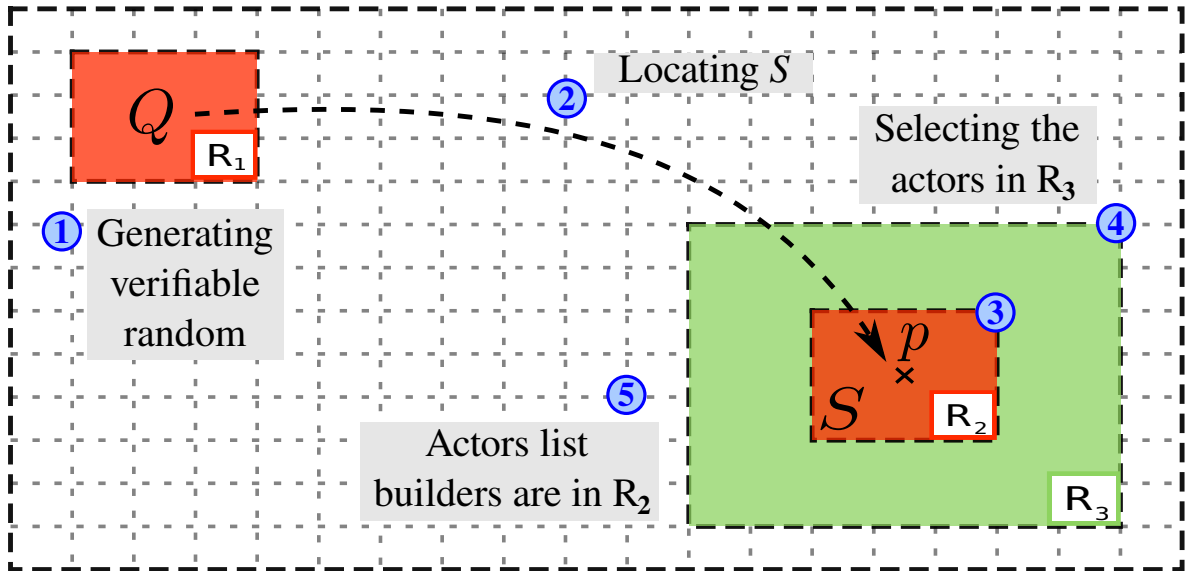 Q
R₁
1
Generating
verifiable
random
2
Locating S
Selecting the
actors in R₃
4
3
p
S
R₂
R₃
5
Actors list
builders are in R₂